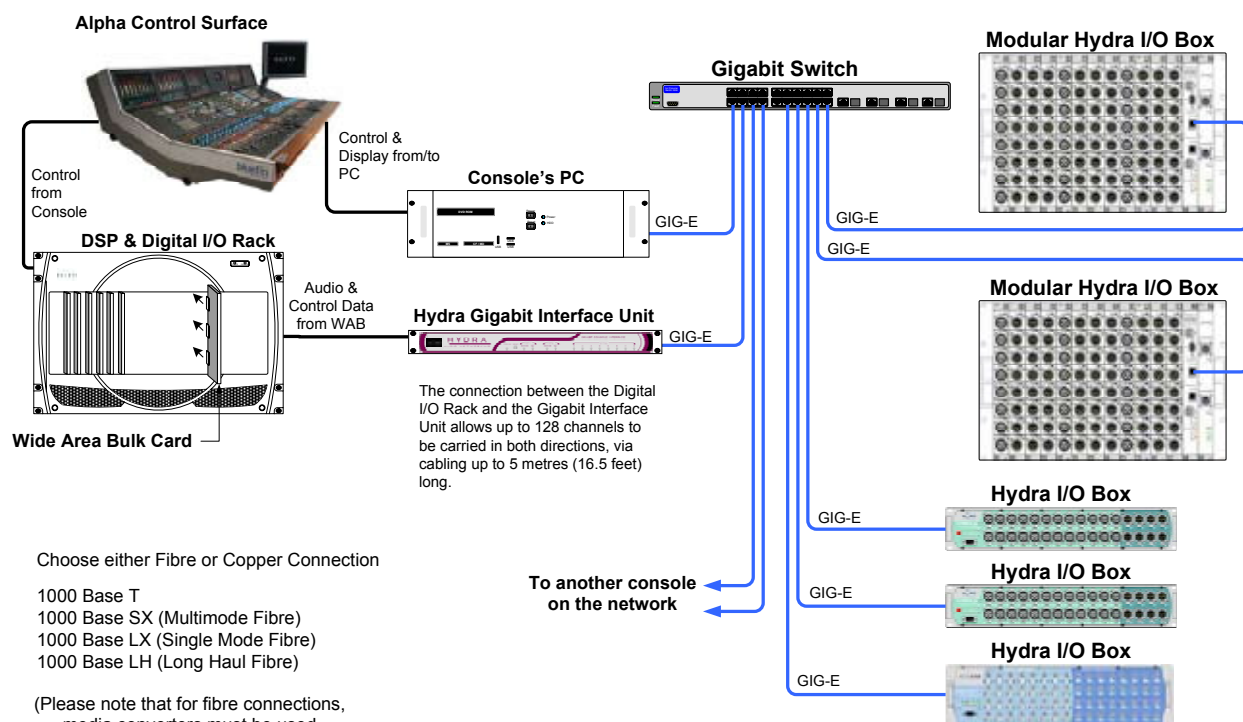 Alpha Control Surface
Modular Hydra I/O Box
Gigabit Switch
Control &
Display from/to
PC
Control
from
Console
Console's PC
GIG-E
GIG-E
GIG-E
DSP & Digital I/O Rack
Audio &
Control Data
from WAB
Hydra Gigabit Interface Unit
GIG-E
HYDRA
Modular Hydra I/O Box
The connection between the Digital
I/O Rack and the Gigabit Interface
Unit allows up to 128 channels to
be carried in both directions, via
cabling up to 5 metres (16.5 feet)
long.
Wide Area Bulk Card
Hydra I/O Box
GIG-E
Choose either Fibre or Copper Connection
1000 Base T
1000 Base SX (Multimode Fibre)
1000 Base LX (Single Mode Fibre)
1000 Base LH (Long Haul Fibre)
To another console
on the network
Hydra I/O Box
GIG-E
Hydra I/O Box
GIG-E
(Please note that for fibre connections,
media converters must be used